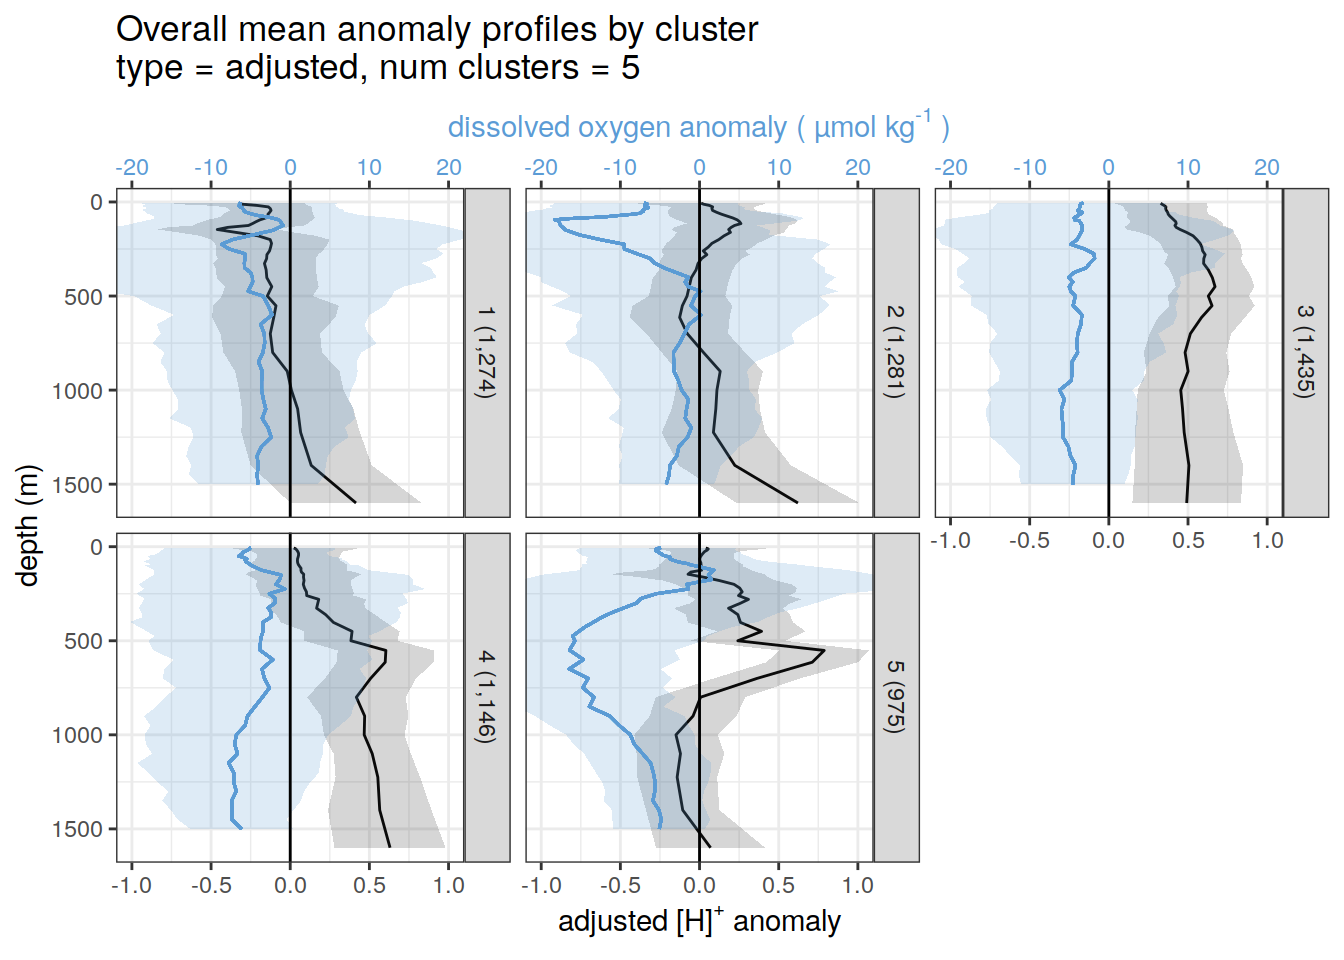 Overall mean anomaly profiles by cluster
type = adjusted, num clusters = 5
dissolved oxygen anomaly ( µmol kg⁻¹ )
-20 -10 0 10 20 -20 -10 0 10 20 -20 -10 0 10 20
0
500
1000
1500
1 (1,274)
2 (1,281)
3 (1,435)
-1.0 -0.5 0.0 0.5 1.0
depth (m)
0
500
1000
1500
4 (1,146)
5 (975)
-1.0 -0.5 0.0 0.5 1.0 -1.0 -0.5 0.0 0.5 1.0
adjusted [H]⁺ anomaly